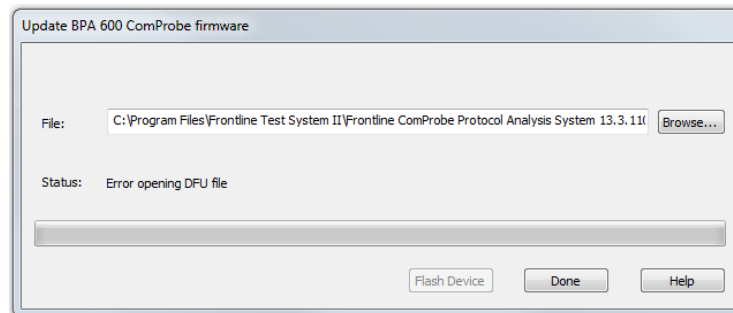 Update BPA 600 ComProbe firmware
File: C:\Program Files\Frontline Test System II\Frontline ComProbe Protocol Analysis System 13.3.11( Browse...
Status: Error opening DFU file
Flash Device Done Help